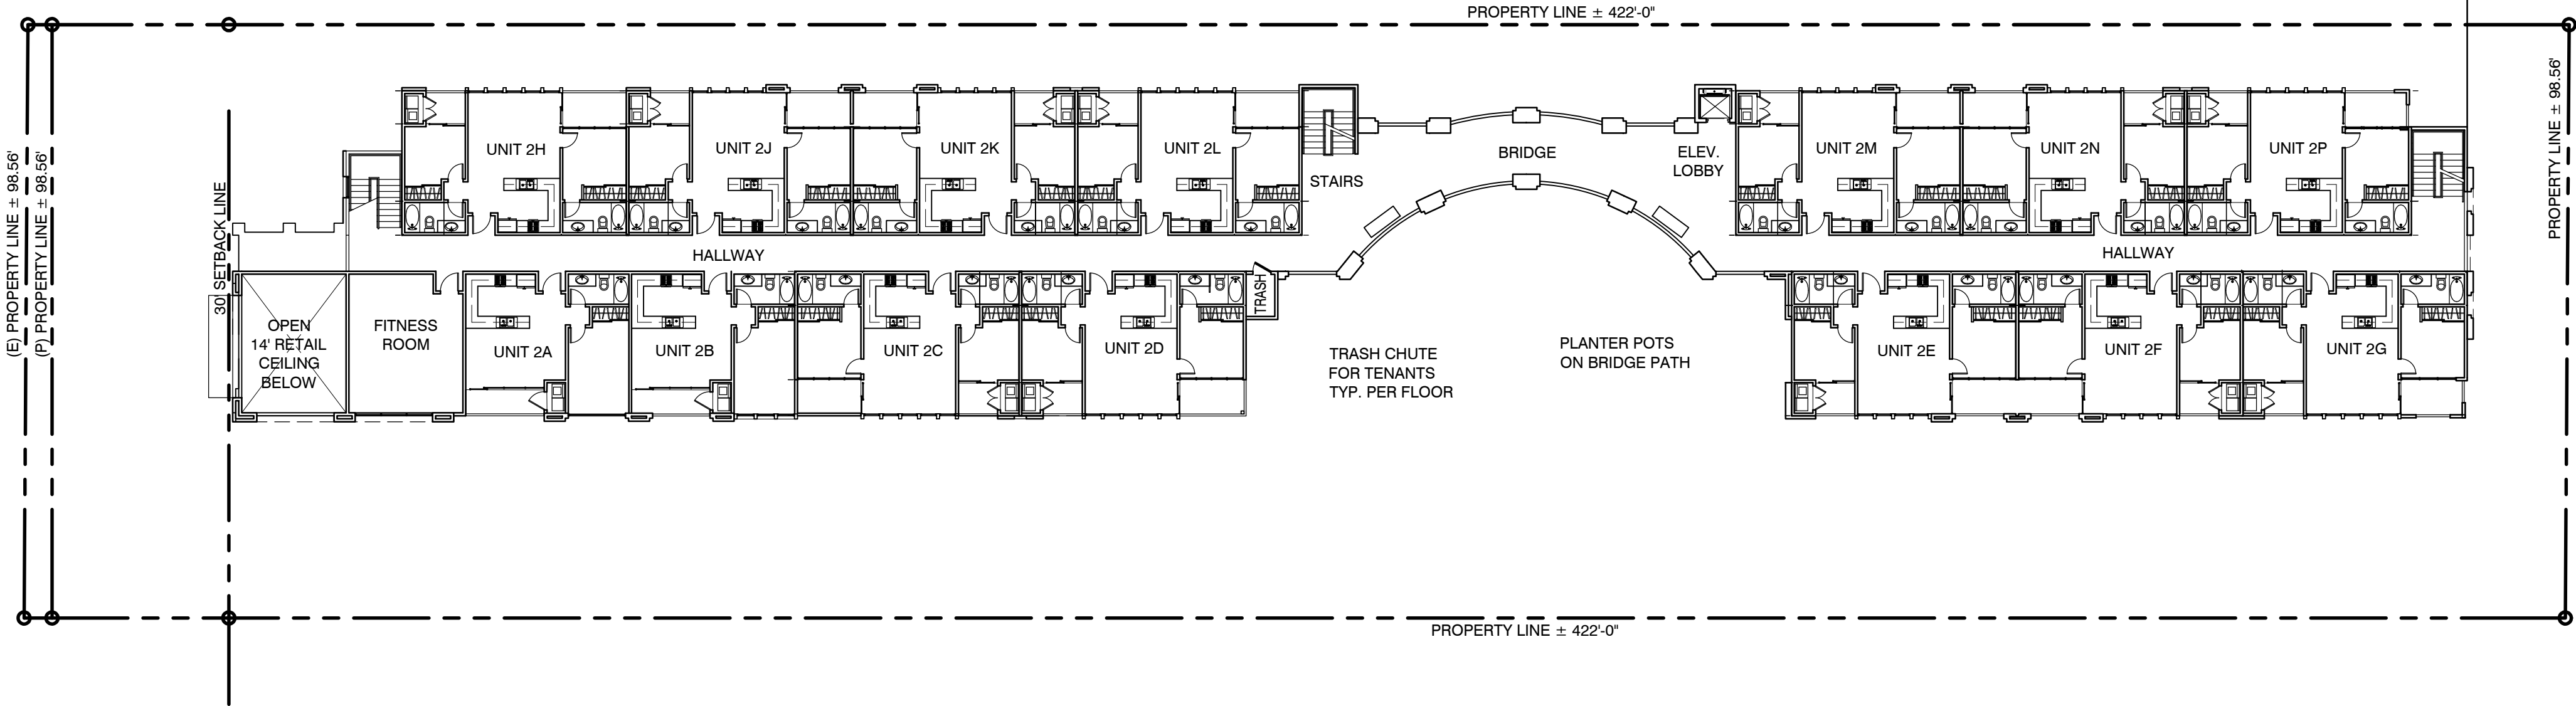 PROPERTY LINE ± 422'-0"
(E) PROPERTY LINE ± 98.56'
(P) PROPERTY LINE ± 98.56'
30' SETBACK LINE
PROPERTY LINE ± 98.56'
UNIT 2H
UNIT 2J
UNIT 2K
UNIT 2L
STAIRS
BRIDGE
ELEV.
LOBBY
UNIT 2M
UNIT 2N
UNIT 2P
HALLWAY
HALLWAY
OPEN
14' RETAIL
CEILING
BELOW
FITNESS
ROOM
UNIT 2A
UNIT 2B
UNIT 2C
UNIT 2D
TRASH
TRASH CHUTE
FOR TENANTS
TYP. PER FLOOR
PLANTER POTS
ON BRIDGE PATH
UNIT 2E
UNIT 2F
UNIT 2G
PROPERTY LINE ± 422'-0"